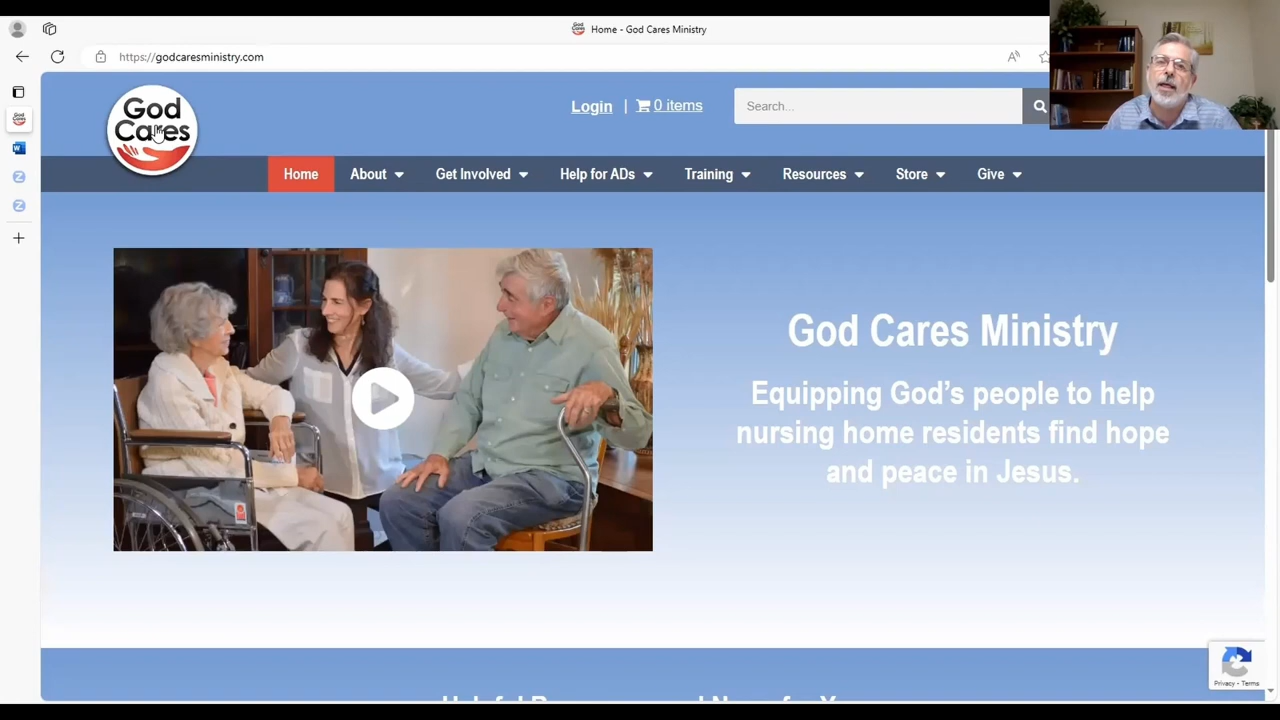 Home - God Cares Ministry
https://godcaresministry.com
God
Cares
Login | 0 items
Search...
Home About Get Involved Help for ADs Training Resources Store Give
God Cares Ministry
Equipping God's people to help
nursing home residents find hope
and peace in Jesus.
Privacy - Terms